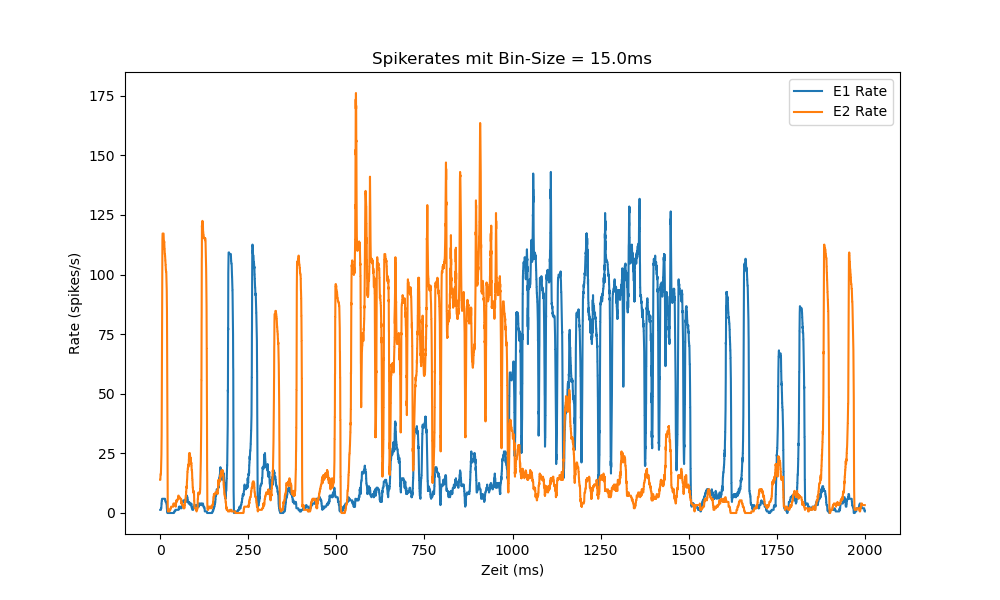 Spikerates mit Bin-Size = 15.0ms
E1 Rate
E2 Rate
175
150
125
100
75
50
25
0
Rate (spikes/s)
0 250 500 750 1000 1250 1500 1750 2000
Zeit (ms)